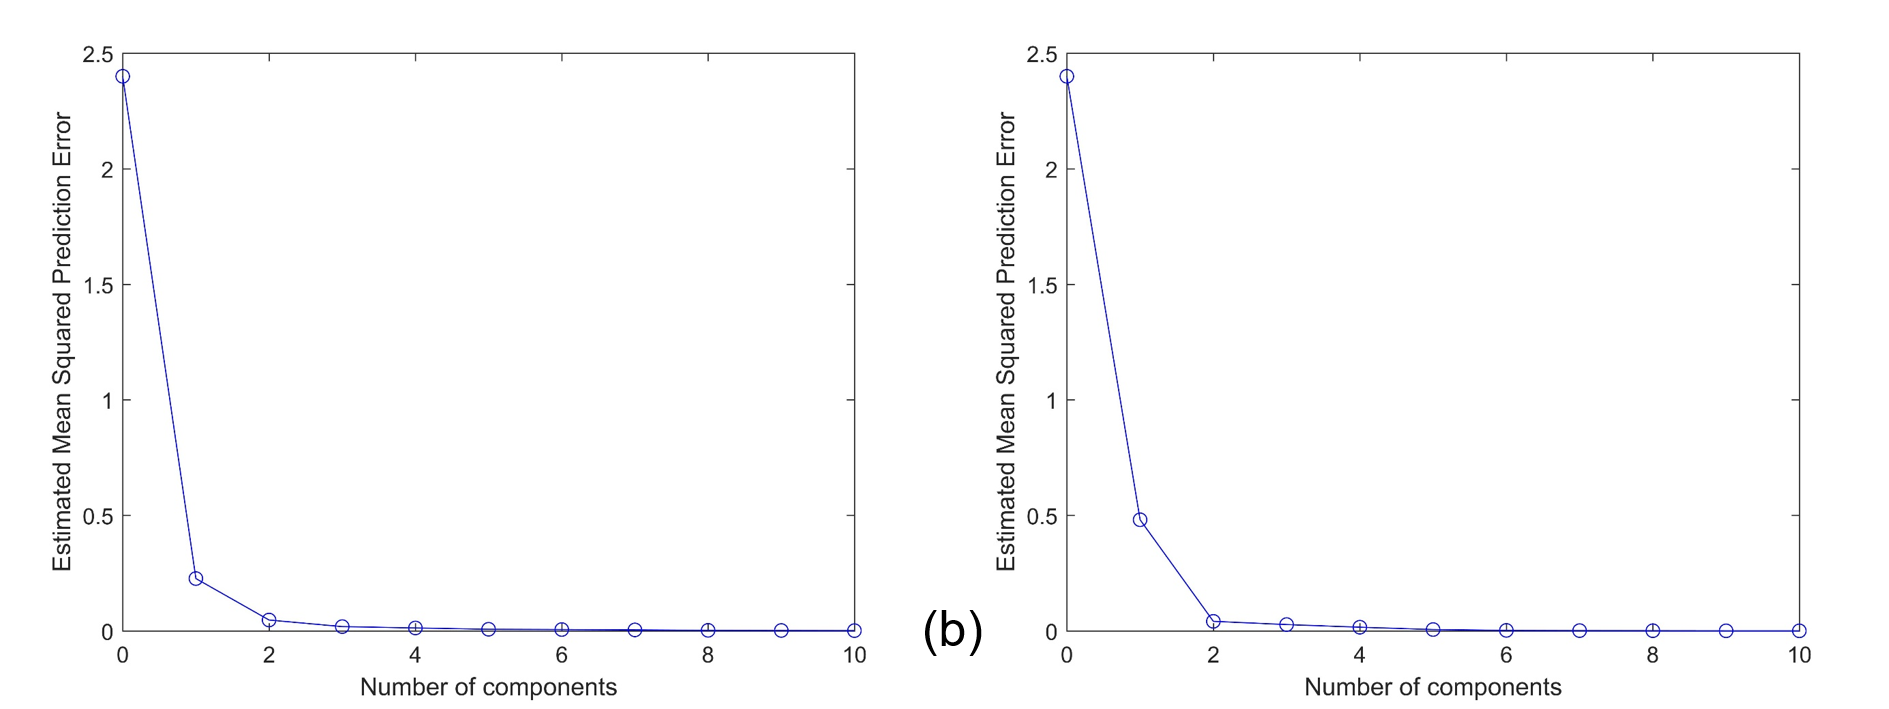 2.5
2
1.5
1
0.5
0
0 2 4 6 8 10
Estimated Mean Squared Prediction Error
Number of components
(b)
2.5
2
1.5
1
0.5
0
0 2 4 6 8 10
Estimated Mean Squared Prediction Error
Number of components